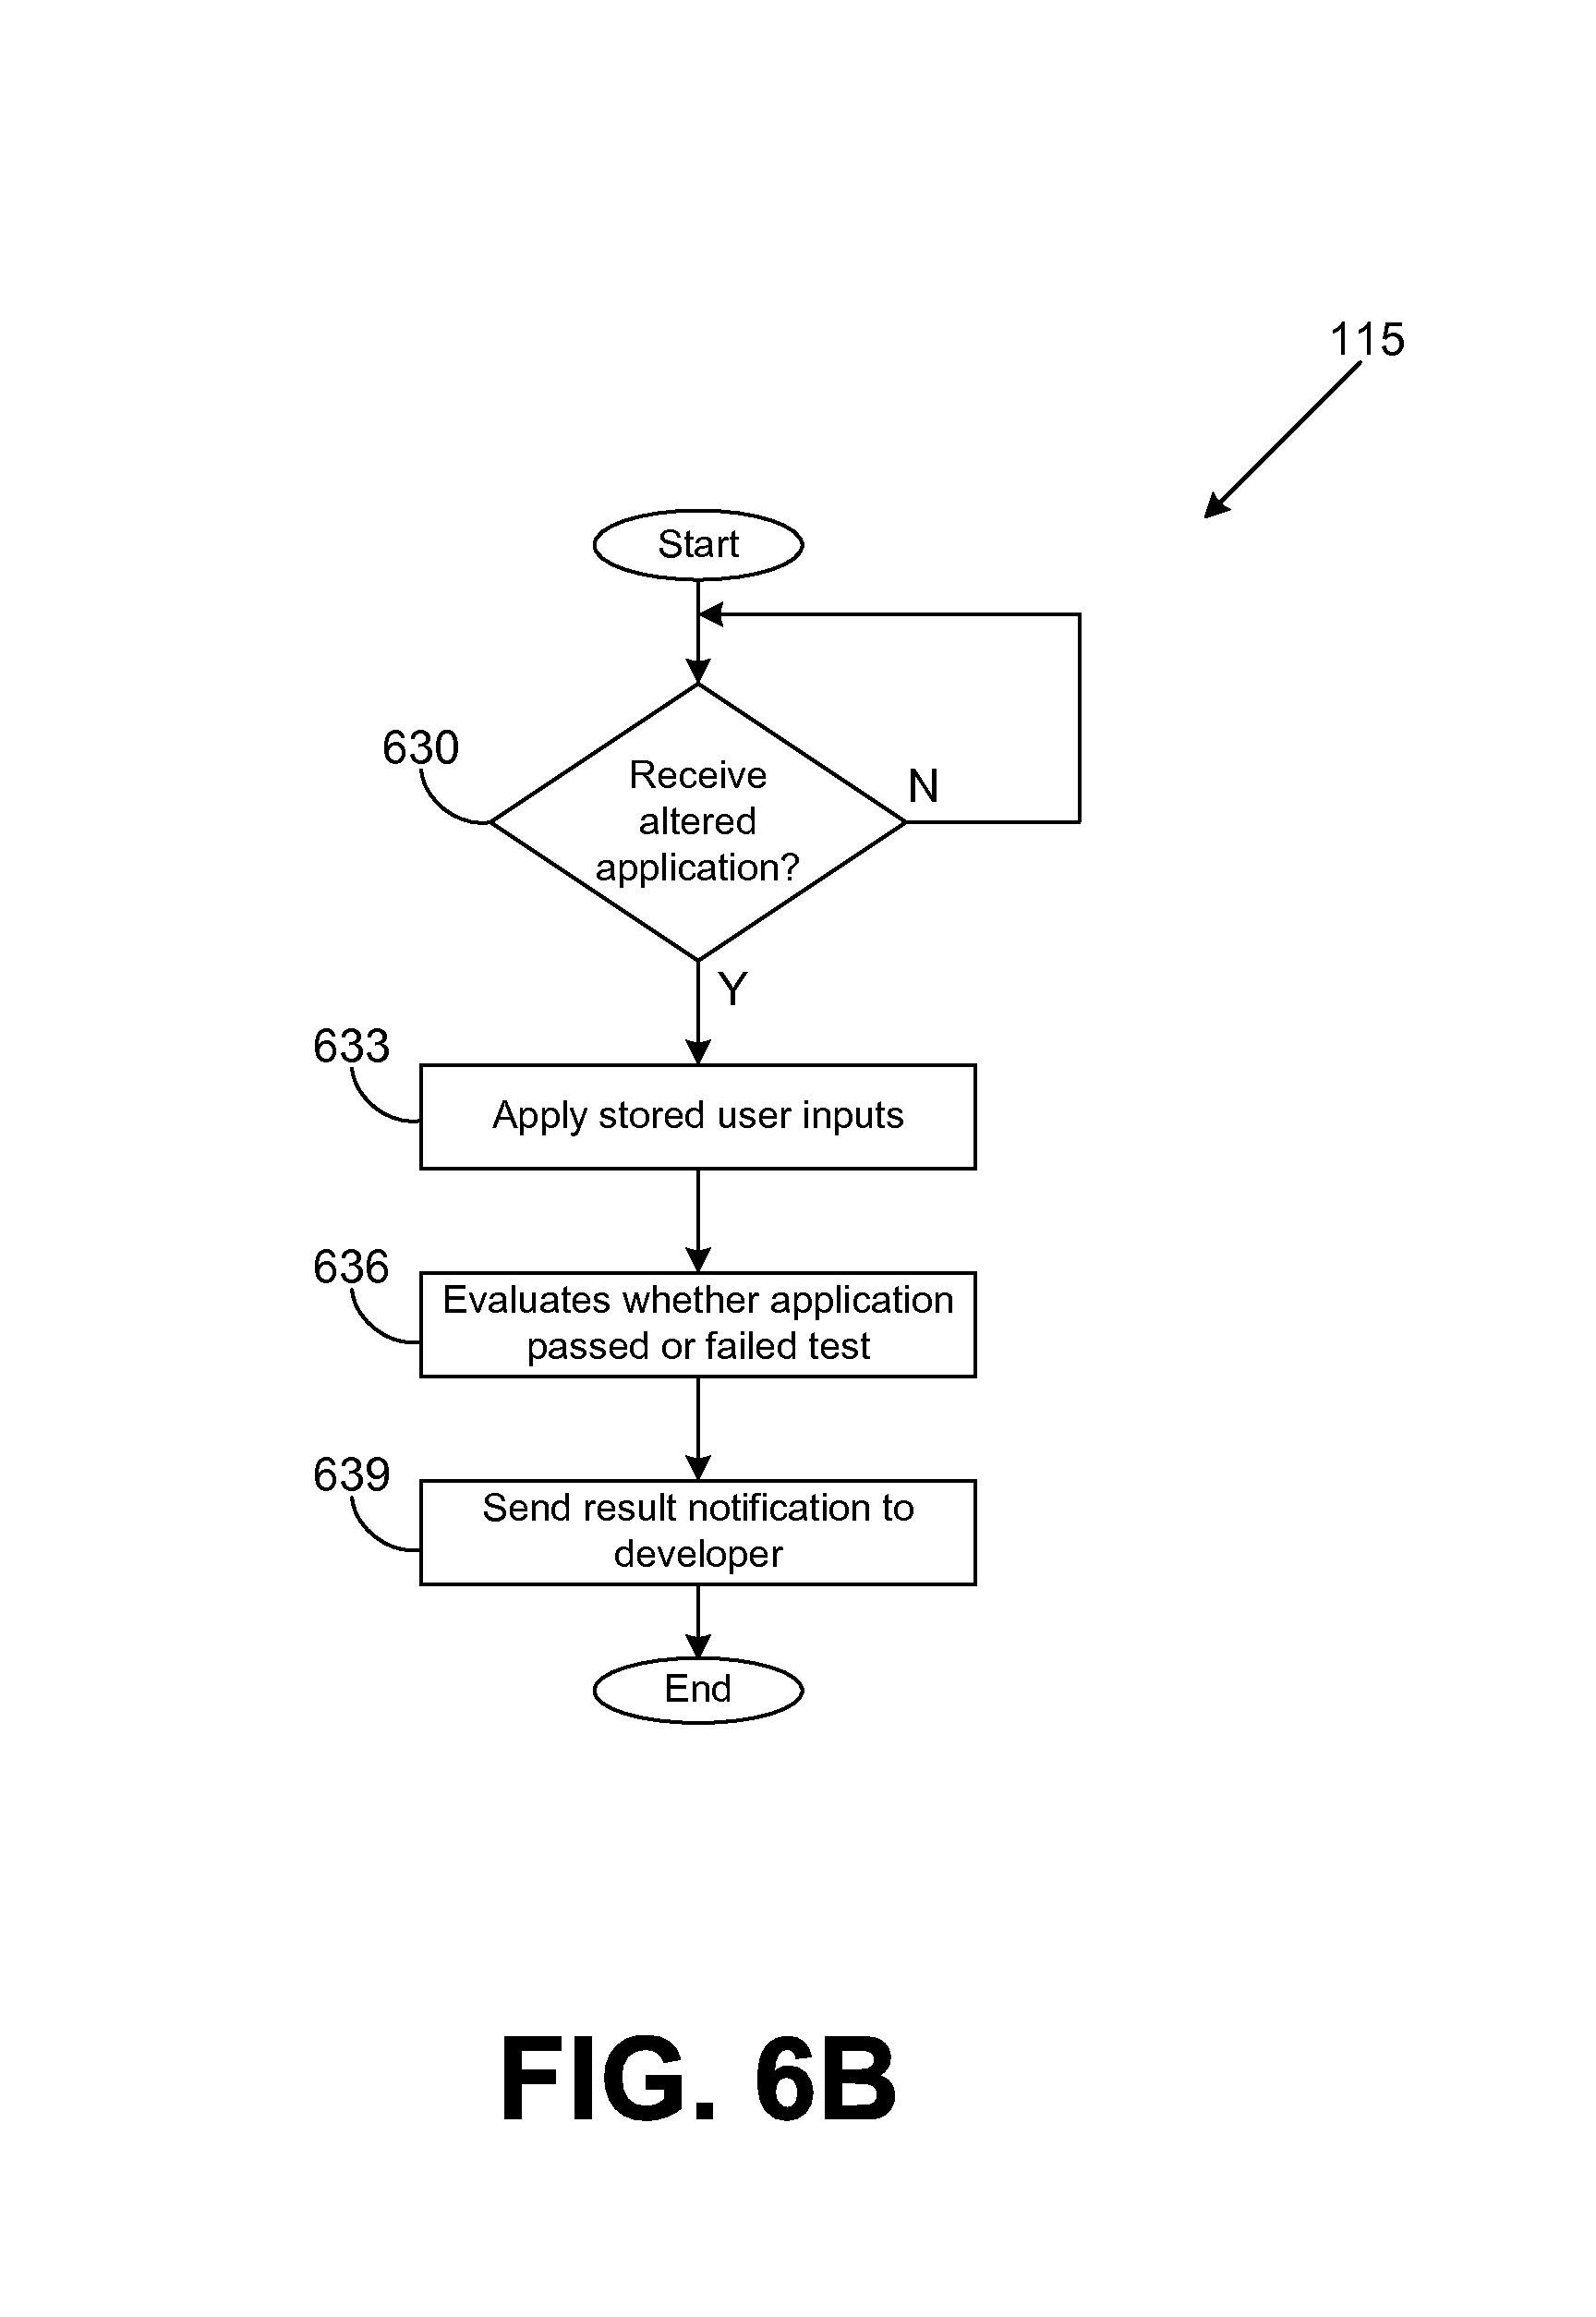 115
Start
630
Receive
altered
application?
N
Y
633
Apply stored user inputs
636
Evaluates whether application
passed or failed test
639
Send result notification to
developer
End
FIG. 6B